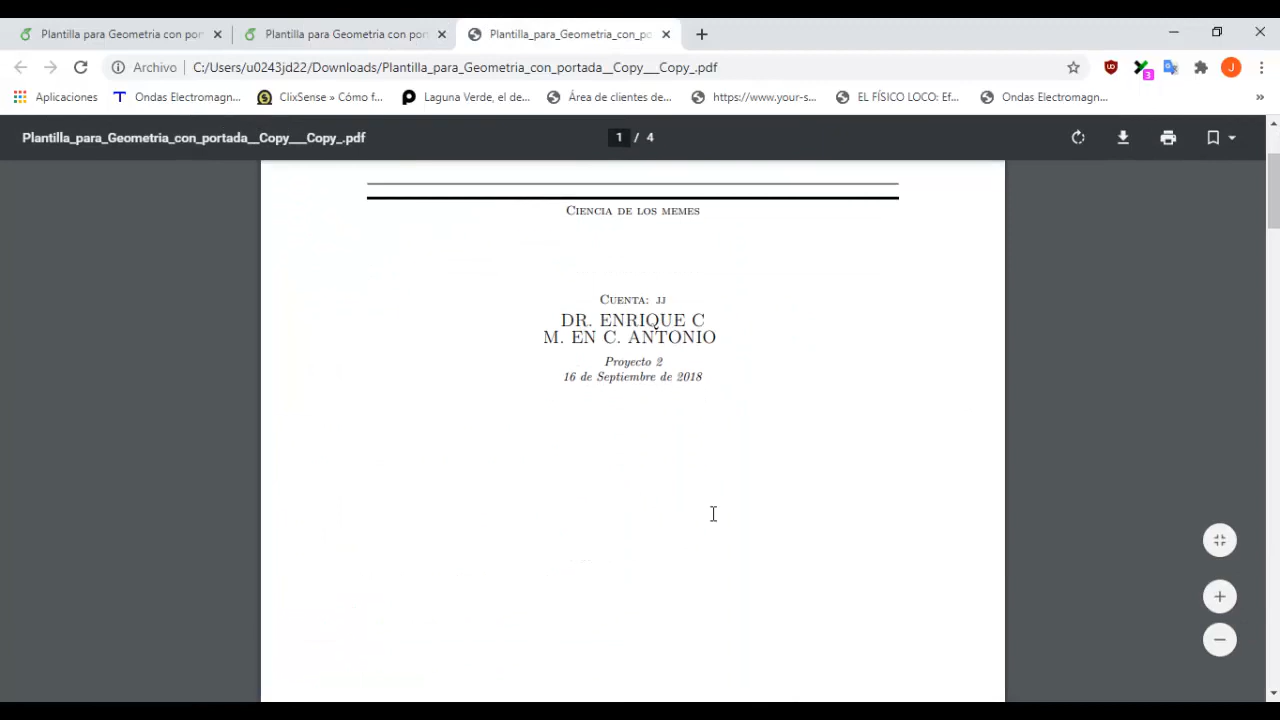 Plantilla para Geometria con por
Plantilla para Geometria con por
Plantilla_para_Geometria_con_po
Archivo
C:/Users/u0243jd22/Downloads/Plantilla_para_Geometria_con_portada__Copy___Copy_.pdf
3
J
Aplicaciones
Ondas Electromagn...
ClixSense » Cómo f...
Laguna Verde, el de...
Área de clientes de...
https://www.your-s...
EL FÍSICO LOCO: Ef...
Ondas Electromagn...
»
Plantilla_para_Geometria_con_portada__Copy___Copy_.pdf
1 / 4
Ciencia de los memes
Cuenta: jj
DR. ENRIQUE C
M. EN C. ANTONIO
Proyecto 2
16 de Septiembre de 2018